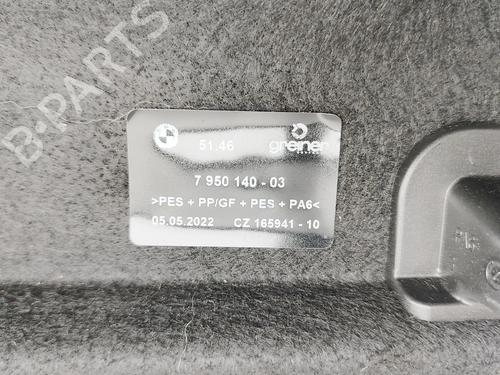 B-PARTS
51.46
greiner
7 950 140 - 03
>PES + PP/GF + PES + PA6<
05.05.2022 CZ 165941 - 10